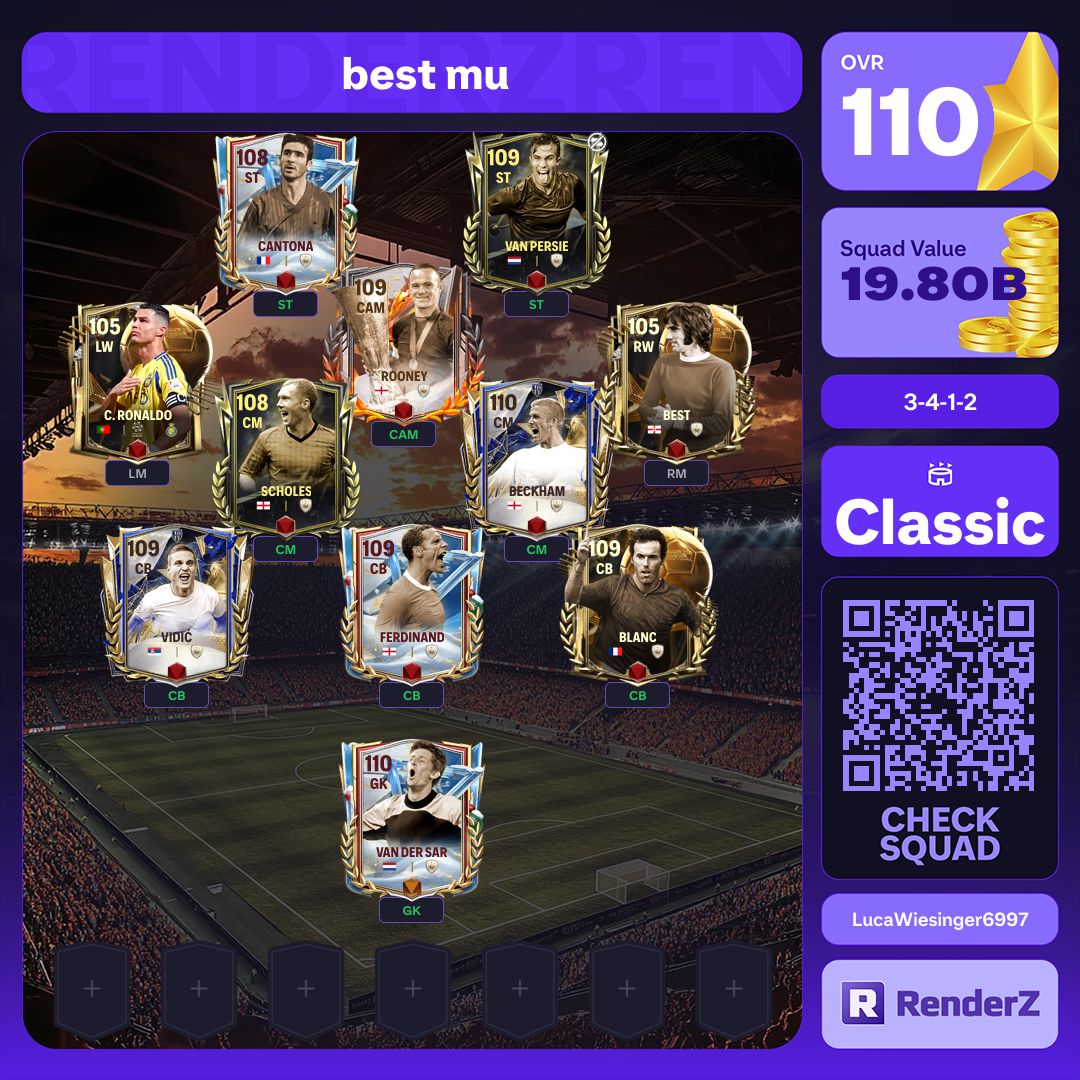 best mu
OVR
110
Squad Value
19.80B
3-4-1-2
Classic
CHECK
SQUAD
LucaWiesinger6997
RenderZ
108
ST
CANTONA
ST
109
ST
VAN PERSIE
ST
109
CAM
ROONEY
CAM
105
LW
C. RONALDO
LM
105
RW
BEST
RM
108
CM
SCHOLES
CM
110
CM
BECKHAM
CM
109
CB
VIDIĆ
CB
109
CB
FERDINAND
CB
109
CB
BLANC
CB
110
GK
VAN DER SAR
GK